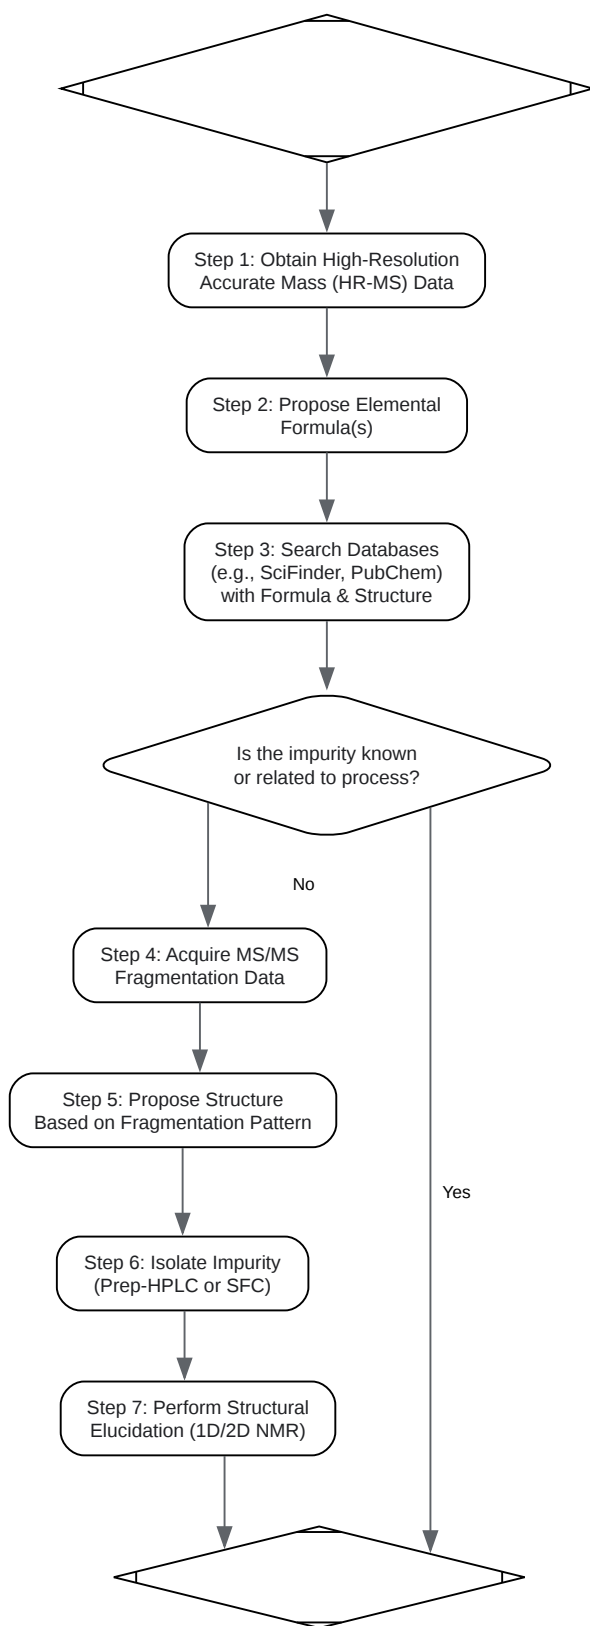 Step 1: Obtain High-Resolution
Accurate Mass (HR-MS) Data
Step 2: Propose Elemental
Formula(s)
Step 3: Search Databases
(e.g., SciFinder, PubChem)
with Formula & Structure
Is the impurity known
or related to process?
No
Step 4: Acquire MS/MS
Fragmentation Data
Step 5: Propose Structure
Based on Fragmentation Pattern
Yes
Step 6: Isolate Impurity
(Prep-HPLC or SFC)
Step 7: Perform Structural
Elucidation (1D/2D NMR)